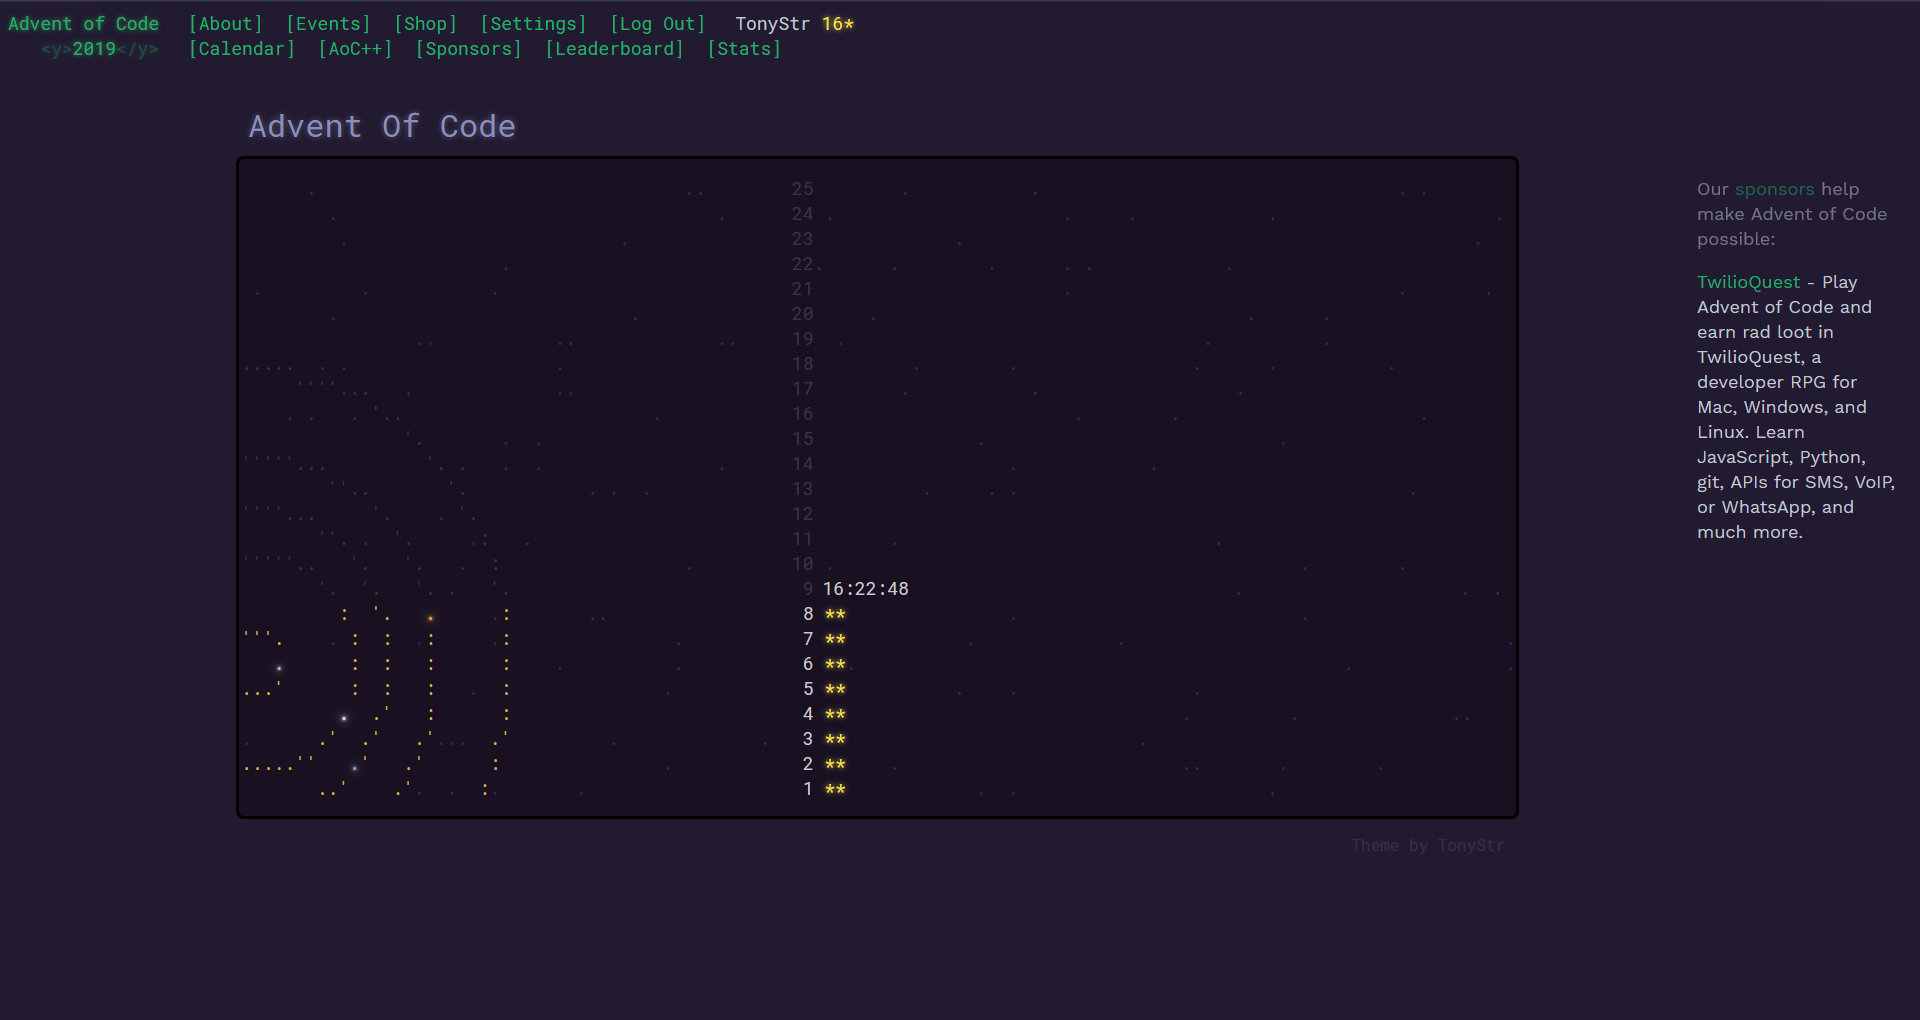 Advent of Code [About] [Events] [Shop] [Settings] [Log Out] TonyStr 16*
<y>2019</y> [Calendar] [AoC++] [Sponsors] [Leaderboard] [Stats]
Advent Of Code
25
24
23
22
21
20
19
18
17
16
15
14
13
12
11
10
9 16:22:48
8 **
7 **
6 **
5 **
4 **
3 **
2 **
1 **
Theme by TonyStr
Our sponsors help
make Advent of Code
possible:
TwilioQuest - Play
Advent of Code and
earn rad loot in
TwilioQuest, a
developer RPG for
Mac, Windows, and
Linux. Learn
JavaScript, Python,
git, APIs for SMS, VoIP,
or WhatsApp, and
much more.